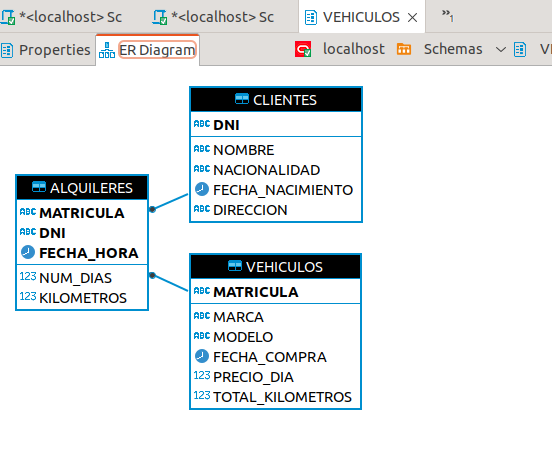 *<localhost> Sc
*<localhost> Sc
VEHICULOS
»1
Properties
ER Diagram
localhost
Schemas
VE
CLIENTES
ABC DNI
ABC NOMBRE
ABC NACIONALIDAD
FECHA_NACIMIENTO
ABC DIRECCION
ALQUILERES
ABC MATRICULA
ABC DNI
FECHA_HORA
123 NUM_DIAS
123 KILOMETROS
VEHICULOS
ABC MATRICULA
ABC MARCA
ABC MODELO
FECHA_COMPRA
123 PRECIO_DIA
123 TOTAL_KILOMETROS